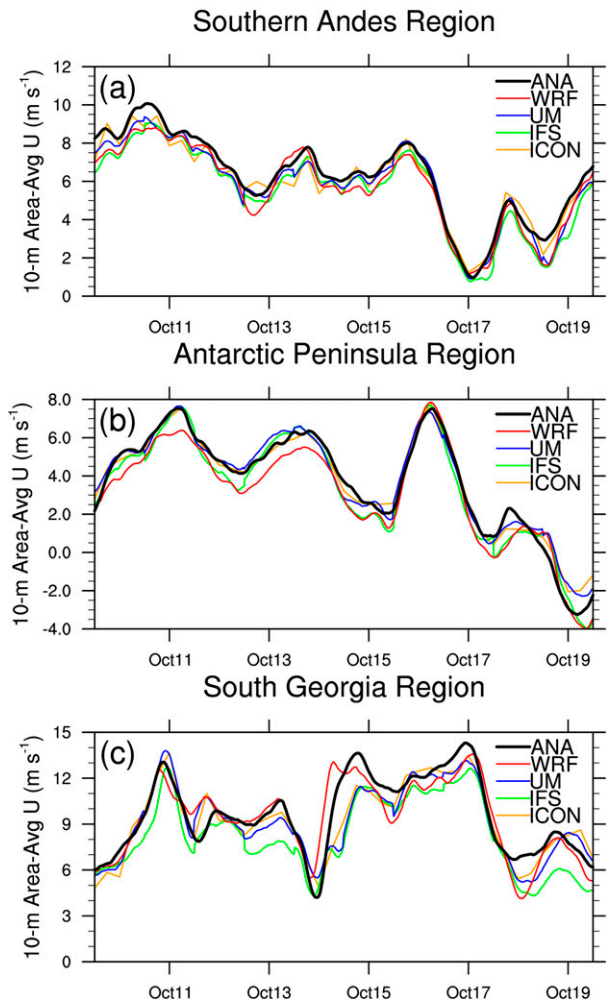 Southern Andes Region
(a)
ANA
WRF
UM
IFS
ICON
10-m Area-Avg U (m s⁻¹)
12
10
8
6
4
2
0
Oct11 Oct13 Oct15 Oct17 Oct19
Antarctic Peninsula Region
(b)
ANA
WRF
UM
IFS
ICON
10-m Area-Avg U (m s⁻¹)
8.0
6.0
4.0
2.0
0.0
-2.0
-4.0
Oct11 Oct13 Oct15 Oct17 Oct19
South Georgia Region
(c)
ANA
WRF
UM
IFS
ICON
10-m Area-Avg U (m s⁻¹)
15
12
9
6
3
0
Oct11 Oct13 Oct15 Oct17 Oct19